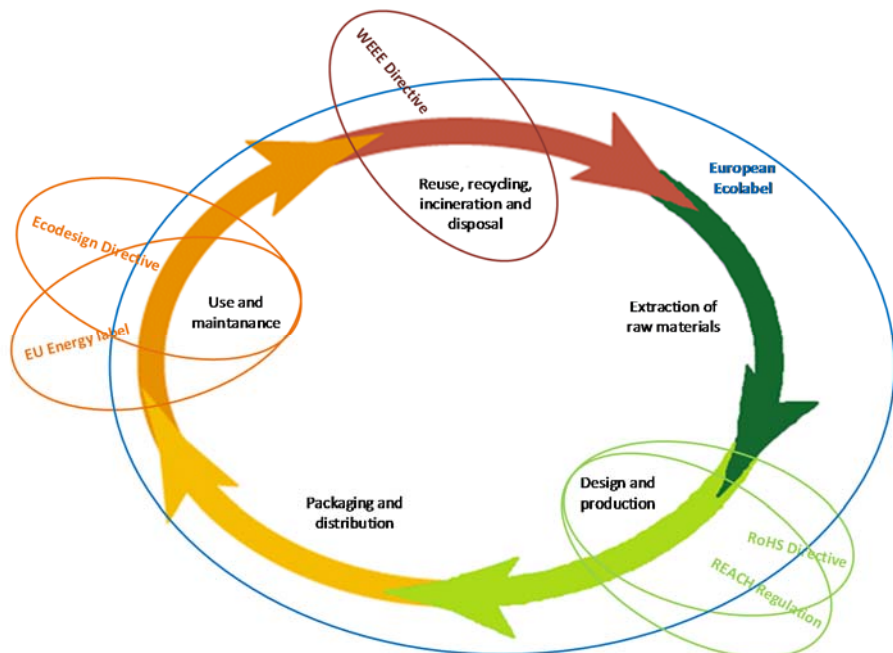 WEEE Directive
Reuse, recycling,
incineration and
disposal
European
Ecolabel
Ecodesign Directive
Use and
maintanance
EU Energy label
Extraction of
raw materials
Packaging and
distribution
Design and
production
RoHS Directive
REACH Regulation